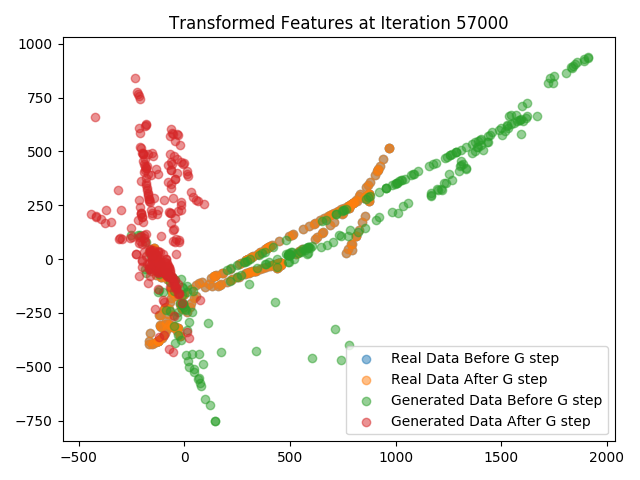 Transformed Features at Iteration 57000
1000
750
500
250
0
−250
−500
−750
−500
0
500
1000
1500
2000
Real Data Before G step
Real Data After G step
Generated Data Before G step
Generated Data After G step